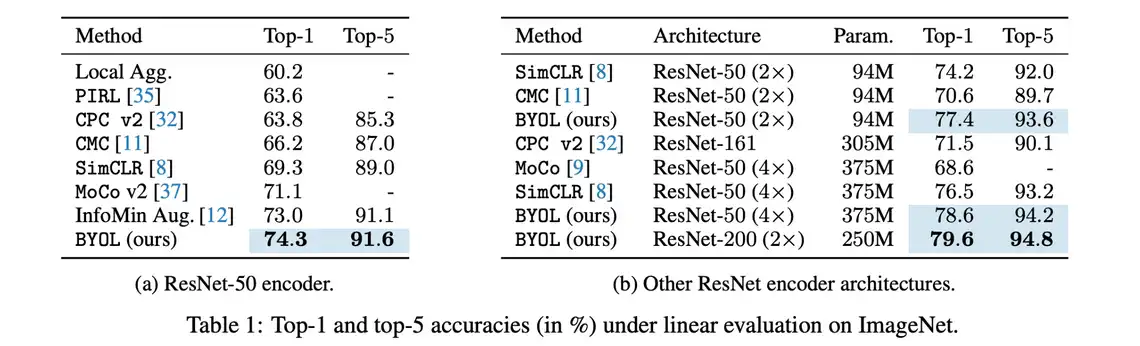 Method Top-1 Top-5
Local Agg. 60.2 -
PIRL [35] 63.6 -
CPC v2 [32] 63.8 85.3
CMC [11] 66.2 87.0
SimCLR [8] 69.3 89.0
MoCo v2 [37] 71.1 -
InfoMin Aug. [12] 73.0 91.1
BYOL (ours) 74.3 91.6
(a) ResNet-50 encoder.
Method Architecture Param. Top-1 Top-5
SimCLR [8] ResNet-50 (2×) 94M 74.2 92.0
CMC [11] ResNet-50 (2×) 94M 70.6 89.7
BYOL (ours) ResNet-50 (2×) 94M 77.4 93.6
CPC v2 [32] ResNet-161 305M 71.5 90.1
MoCo [9] ResNet-50 (4×) 375M 68.6 -
SimCLR [8] ResNet-50 (4×) 375M 76.5 93.2
BYOL (ours) ResNet-50 (4×) 375M 78.6 94.2
BYOL (ours) ResNet-200 (2×) 250M 79.6 94.8
(b) Other ResNet encoder architectures.
Table 1: Top-1 and top-5 accuracies (in %) under linear evaluation on ImageNet.